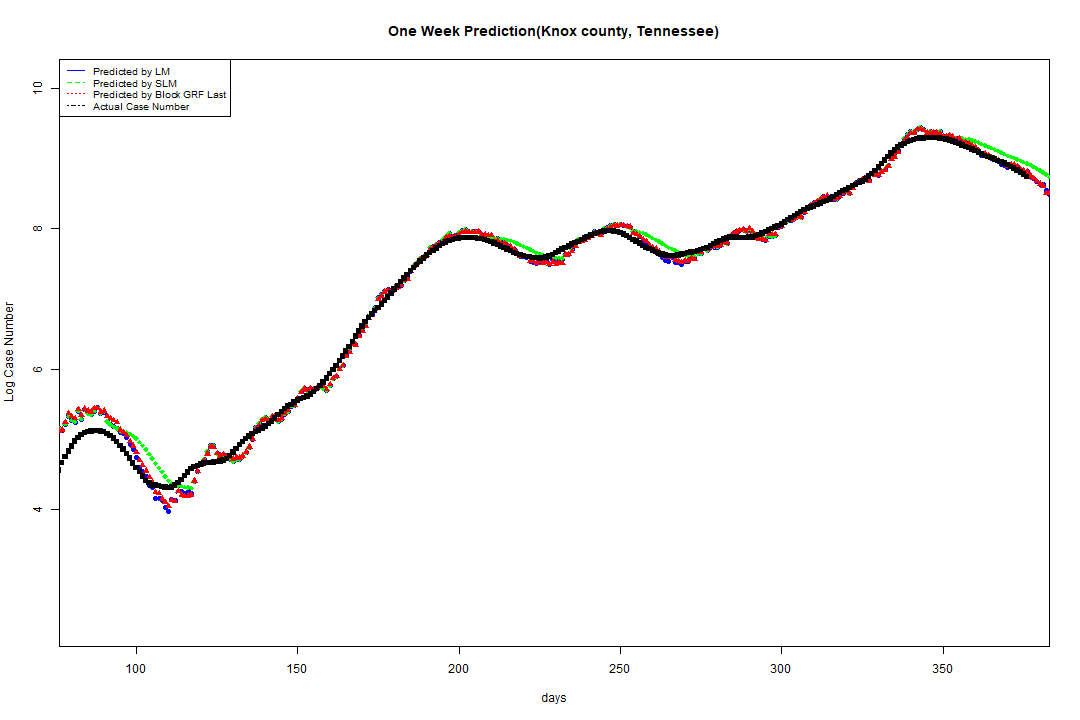 One Week Prediction(Knox county, Tennessee)
Predicted by LM
Predicted by SLM
Predicted by Block GRF Last
Actual Case Number
10
8
6
4
Log Case Number
100 150 200 250 300 350
days